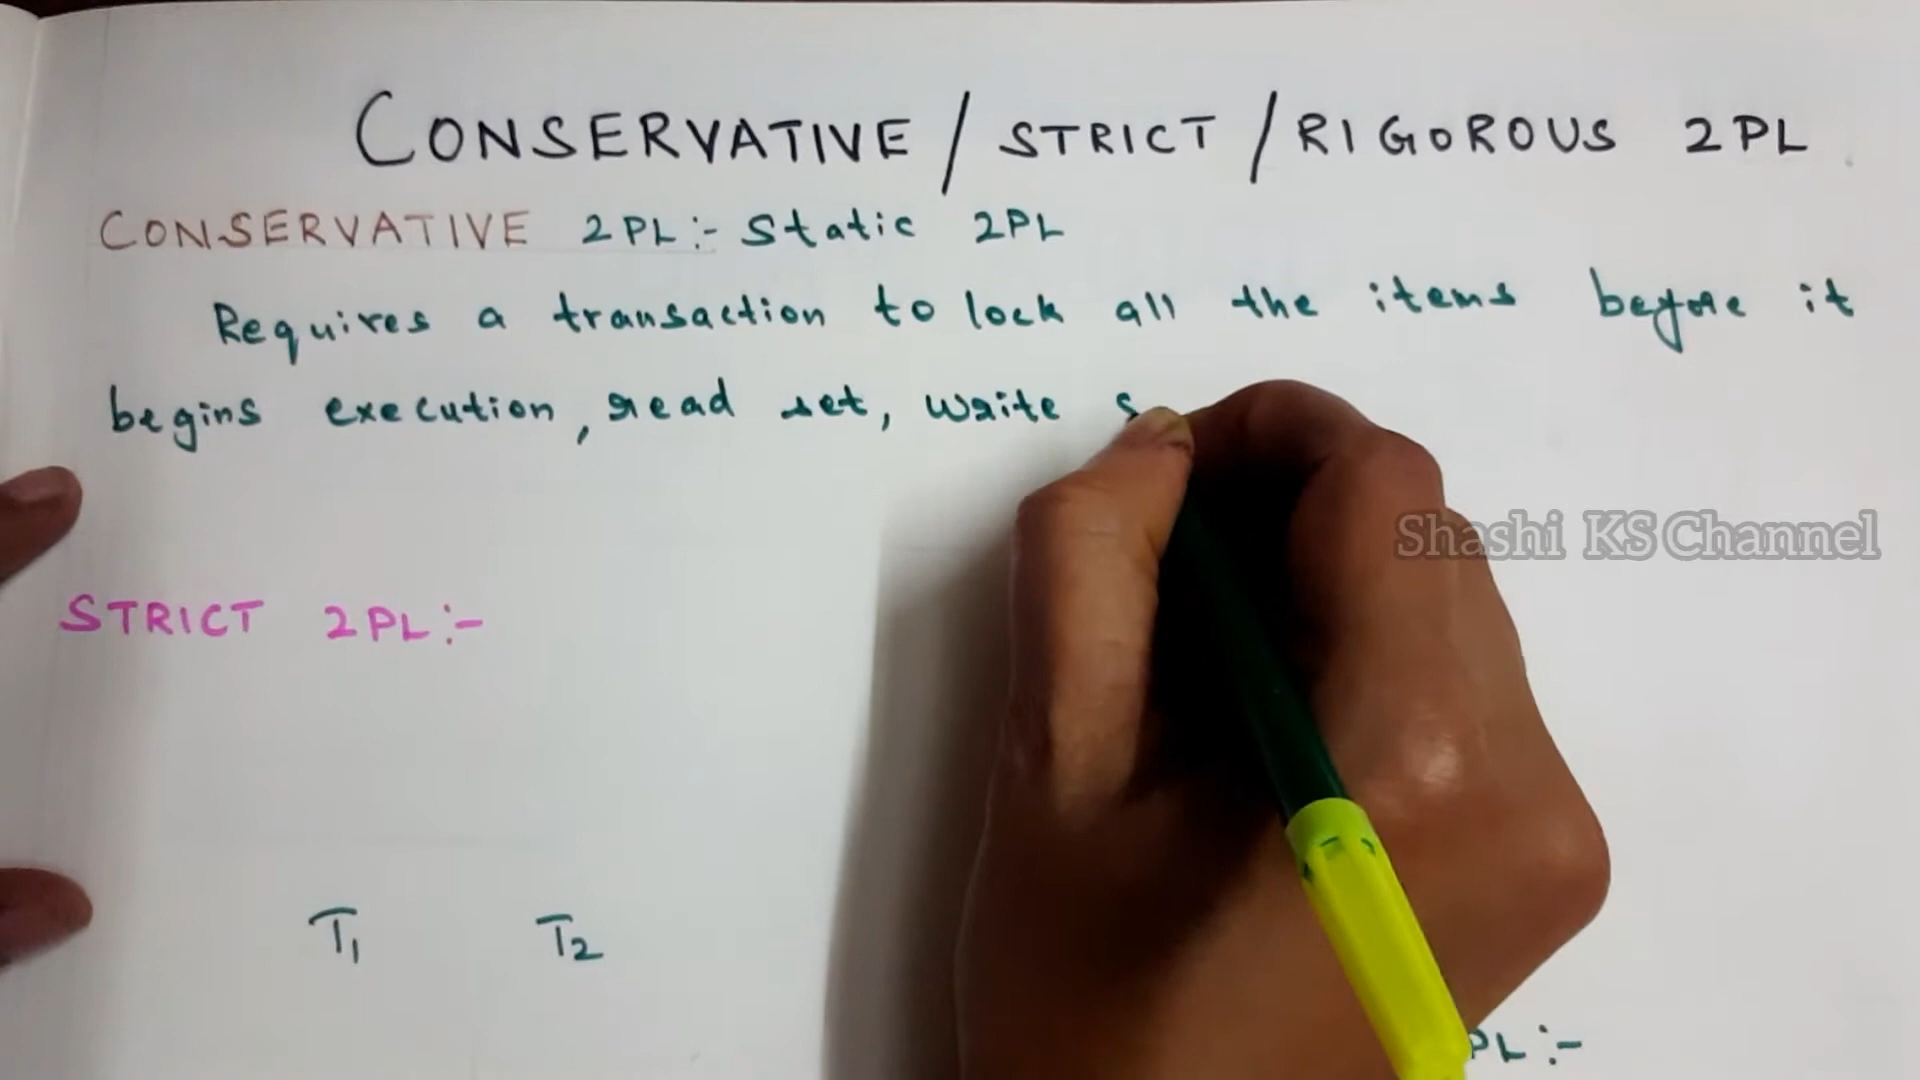 CONSERVATIVE / STRICT / RIGOROUS 2PL
CONSERVATIVE 2PL:- Static 2PL
Requires a transaction to lock all the items before it
begins execution, read set, write s
Shashi KS Channel
STRICT 2PL:-
T1 T2
PL:-